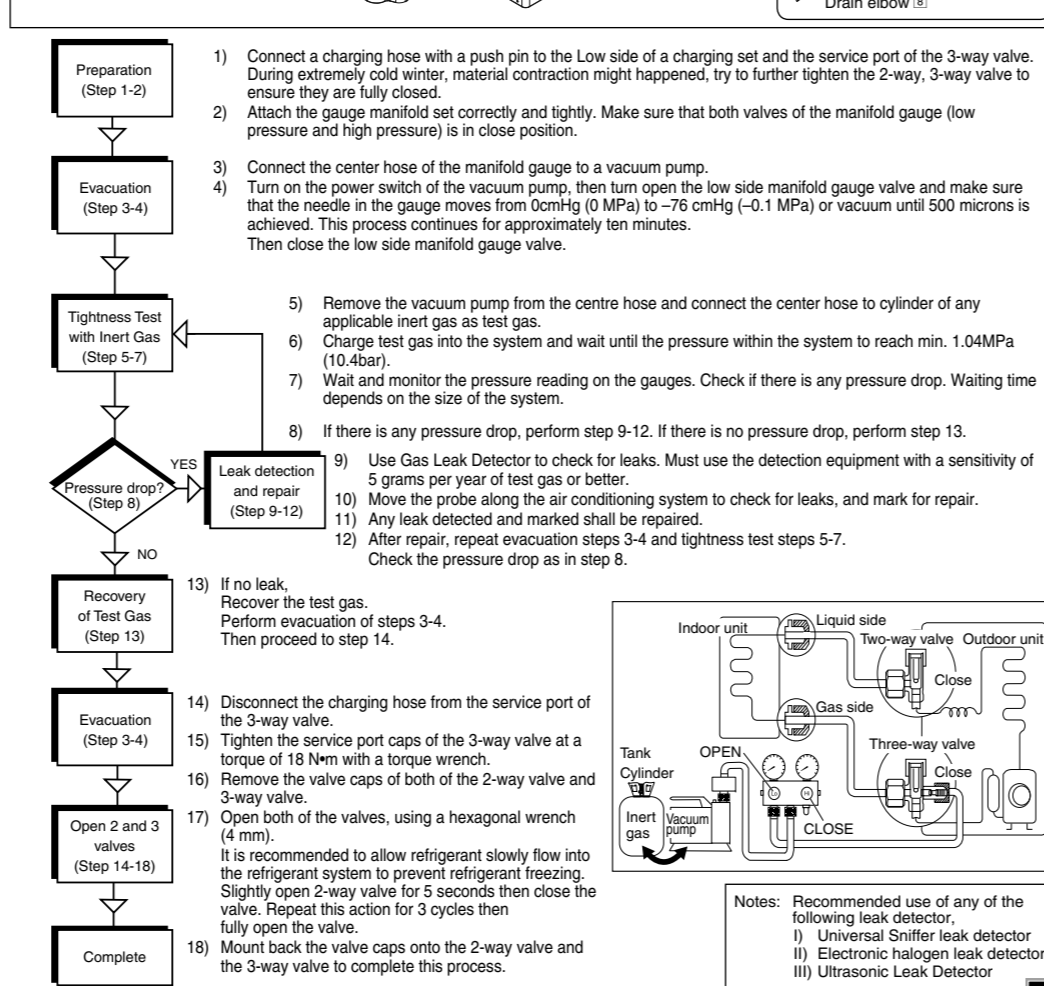 Drain elbow 8
Preparation
(Step 1-2)
1) Connect a charging hose with a push pin to the Low side of a charging set and the service port of the 3-way valve.
During extremely cold winter, material contraction might happened, try to further tighten the 2-way, 3-way valve to
ensure they are fully closed.
2) Attach the gauge manifold set correctly and tightly. Make sure that both valves of the manifold gauge (low
pressure and high pressure) is in close position.
Evacuation
(Step 3-4)
3) Connect the center hose of the manifold gauge to a vacuum pump.
4) Turn on the power switch of the vacuum pump, then turn open the low side manifold gauge valve and make sure
that the needle in the gauge moves from 0cmHg (0 MPa) to –76 cmHg (–0.1 MPa) or vacuum until 500 microns is
achieved. This process continues for approximately ten minutes.
Then close the low side manifold gauge valve.
Tightness Test
with Inert Gas
(Step 5-7)
5) Remove the vacuum pump from the centre hose and connect the center hose to cylinder of any
applicable inert gas as test gas.
6) Charge test gas into the system and wait until the pressure within the system to reach min. 1.04MPa
(10.4bar).
7) Wait and monitor the pressure reading on the gauges. Check if there is any pressure drop. Waiting time
depends on the size of the system.
8) If there is any pressure drop, perform step 9-12. If there is no pressure drop, perform step 13.
Pressure drop?
(Step 8)
YES
NO
Leak detection
and repair
(Step 9-12)
9) Use Gas Leak Detector to check for leaks. Must use the detection equipment with a sensitivity of
5 grams per year of test gas or better.
10) Move the probe along the air conditioning system to check for leaks, and mark for repair.
11) Any leak detected and marked shall be repaired.
12) After repair, repeat evacuation steps 3-4 and tightness test steps 5-7.
Check the pressure drop as in step 8.
Recovery
of Test Gas
(Step 13)
13) If no leak,
Recover the test gas.
Perform evacuation of steps 3-4.
Then proceed to step 14.
Evacuation
(Step 3-4)
14) Disconnect the charging hose from the service port of
the 3-way valve.
15) Tighten the service port caps of the 3-way valve at a
torque of 18 N•m with a torque wrench.
16) Remove the valve caps of both of the 2-way valve and
3-way valve.
Open 2 and 3
valves
(Step 14-18)
17) Open both of the valves, using a hexagonal wrench
(4 mm).
It is recommended to allow refrigerant slowly flow into
the refrigerant system to prevent refrigerant freezing.
Slightly open 2-way valve for 5 seconds then close the
valve. Repeat this action for 3 cycles then
fully open the valve.
Complete
18) Mount back the valve caps onto the 2-way valve and
the 3-way valve to complete this process.
Indoor unit
Liquid side
Two-way valve
Outdoor unit
Close
Gas side
Three-way valve
Close
Tank
Cylinder
OPEN
Lo
Hi
Inert
gas
Vacuum
pump
CLOSE
Notes: Recommended use of any of the
following leak detector,
I) Universal Sniffer leak detector
II) Electronic halogen leak detector
III) Ultrasonic Leak Detector